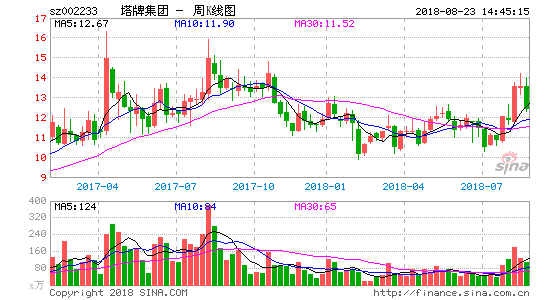 sz002233 塔牌集团 - 周K线图 2018-08-23 14:45:15
MA5:12.67 MA10:11.90 MA30:11.52
17
16
15
14
13
12
11
10
9
sina
2017-04 2017-07 2017-10 2018-01 2018-04 2018-07
MA5:124 MA10:84 MA30:65
400
320
240
160
80
x万
Copyright 2018 SINA.COM http://finance.sina.com.cn